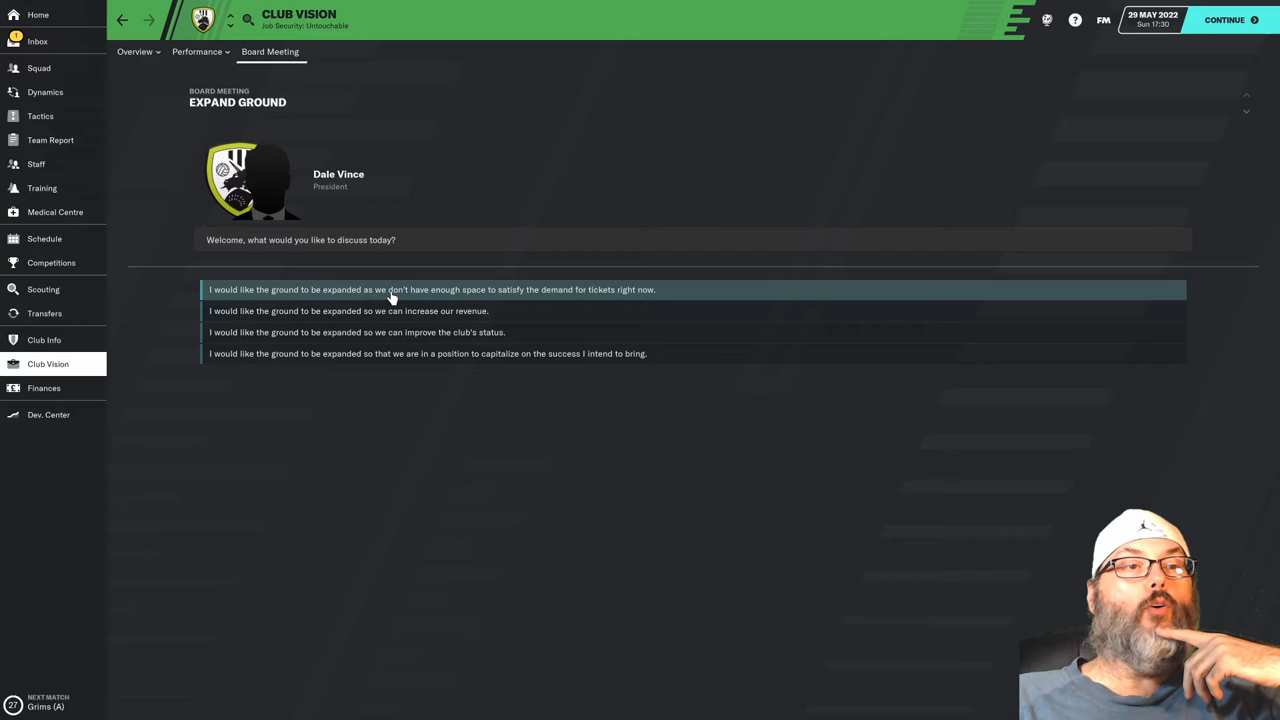 Home
CLUB VISION
Job Security: Untouchable
FM
29 MAY 2022
Sun 17:30
CONTINUE
1
Inbox
Overview
Performance
Board Meeting
Squad
Dynamics
Tactics
Team Report
Staff
Training
Medical Centre
Schedule
Competitions
Scouting
Transfers
Club Info
Club Vision
Finances
Dev. Center
BOARD MEETING
EXPAND GROUND
Dale Vince
President
Welcome, what would you like to discuss today?
I would like the ground to be expanded as we don't have enough space to satisfy the demand for tickets right now.
I would like the ground to be expanded so we can increase our revenue.
I would like the ground to be expanded so we can improve the club's status.
I would like the ground to be expanded so that we are in a position to capitalize on the success I intend to bring.
27
NEXT MATCH
Grims (A)